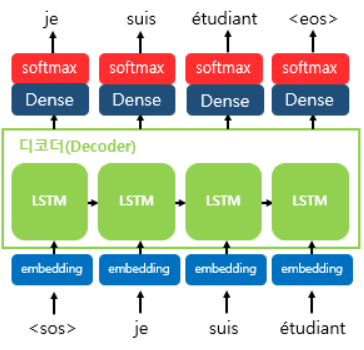 je suis étudiant <eos>
softmax softmax softmax softmax
Dense Dense Dense Dense
디코더(Decoder)
LSTM LSTM LSTM LSTM
embedding embedding embedding embedding
<sos> je suis étudiant